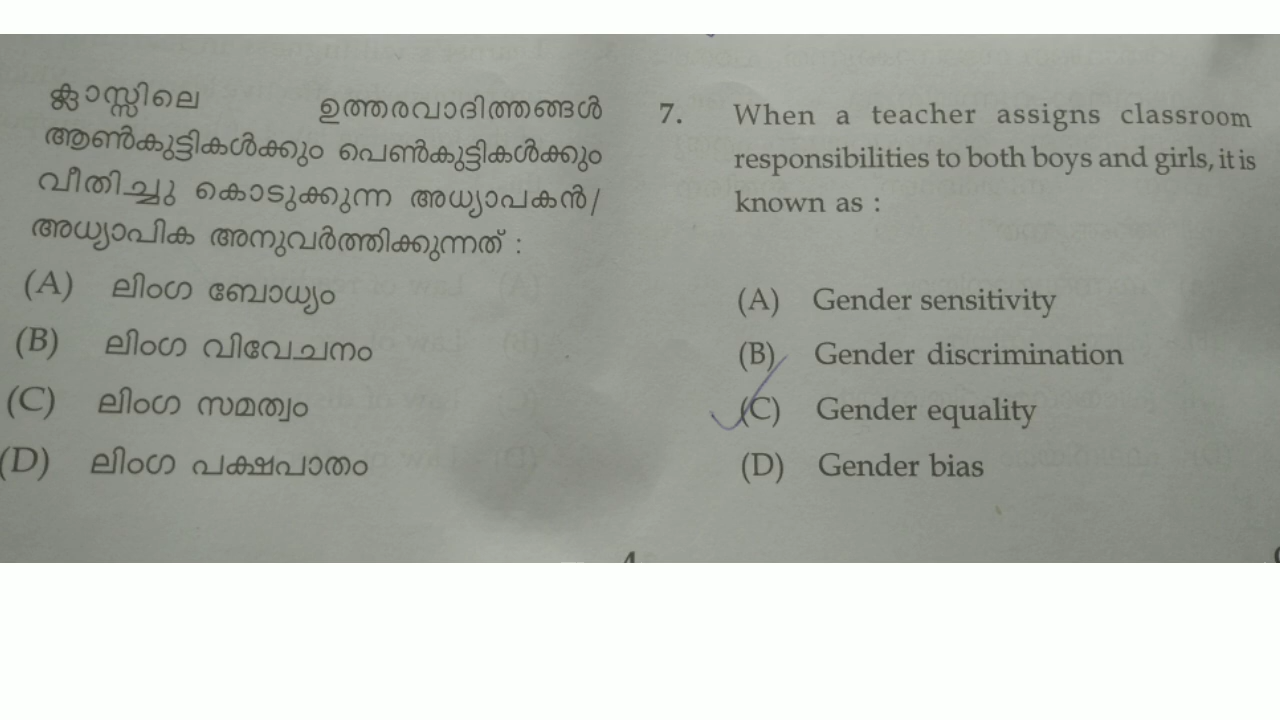 ക്ലാസ്സിലെ ഉത്തരവാദിത്തങ്ങൾ
ആൺകുട്ടികൾക്കും പെൺകുട്ടികൾക്കും
വീതിച്ചു കൊടുക്കുന്ന അധ്യാപകൻ/
അധ്യാപിക അനുവർത്തിക്കുന്നത് :
(A) ലിംഗ ബോധ്യം
(B) ലിംഗ വിവേചനം
(C) ലിംഗ സമത്വം
(D) ലിംഗ പക്ഷപാതം
7. When a teacher assigns classroom
responsibilities to both boys and girls, it is
known as :
(A) Gender sensitivity
(B) Gender discrimination
(C) Gender equality
(D) Gender bias
4